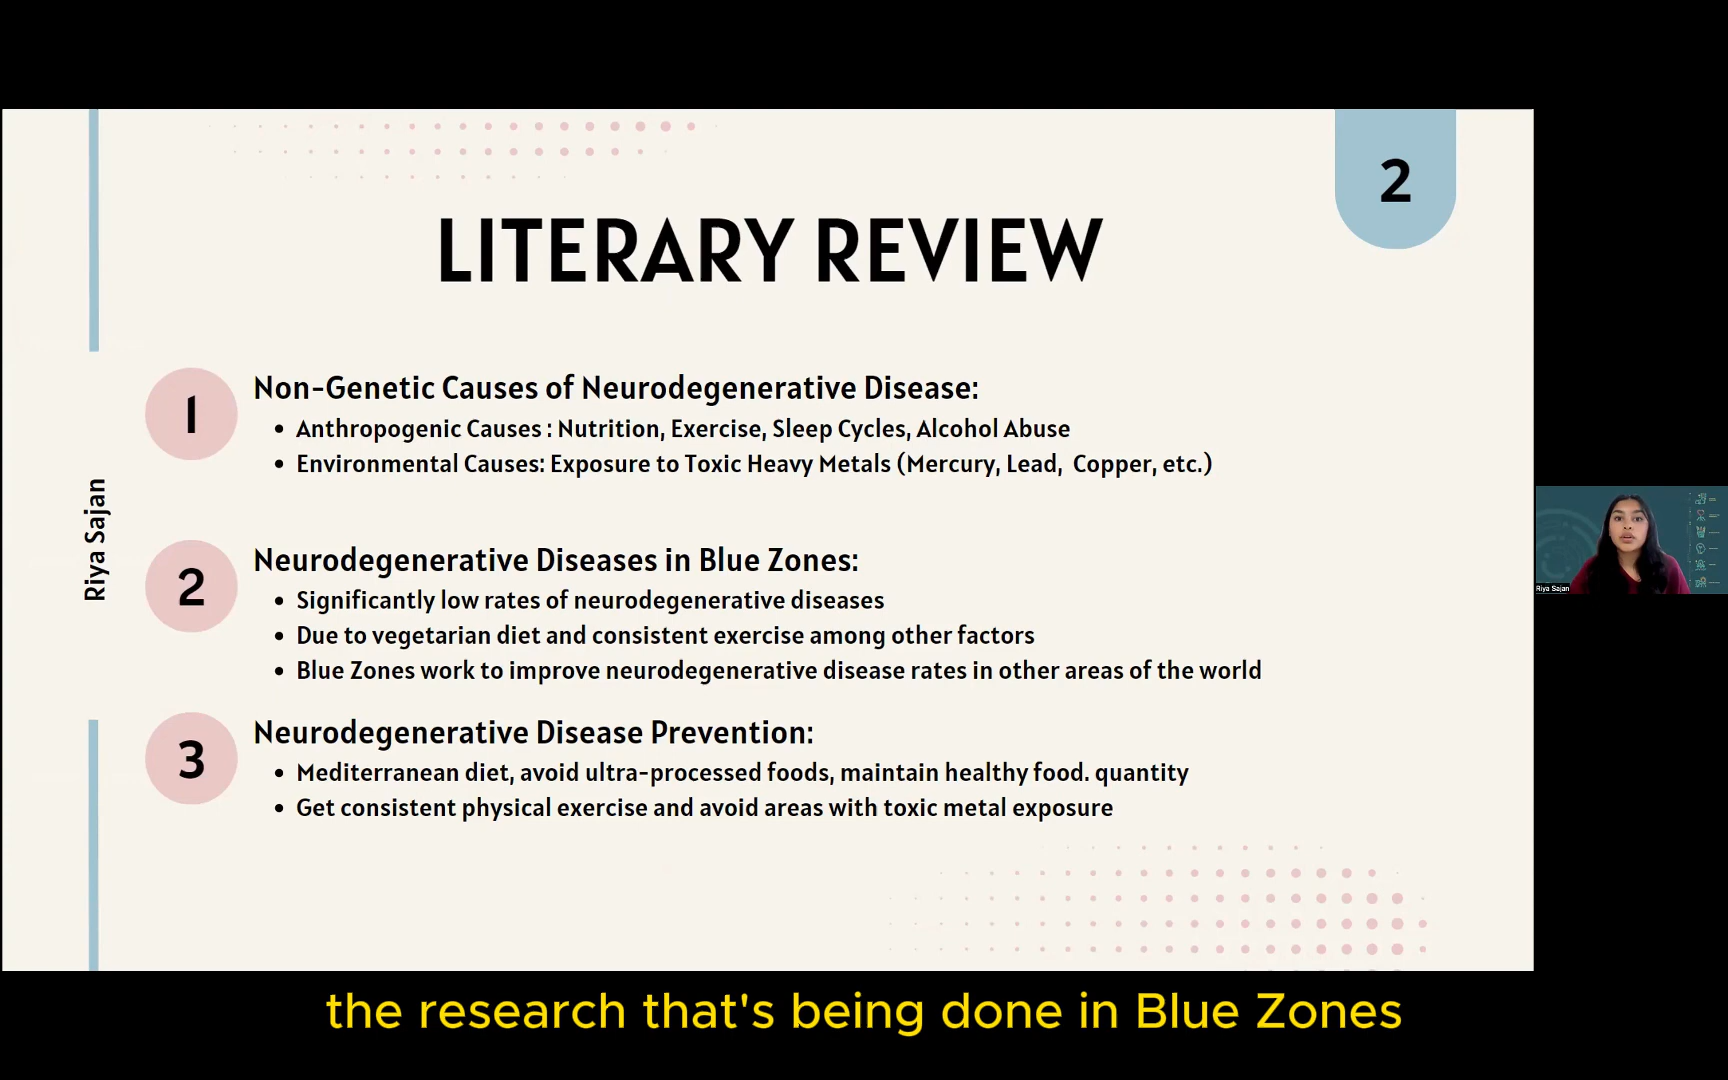 2
LITERARY REVIEW
Riya Sajan
1
Non-Genetic Causes of Neurodegenerative Disease:
• Anthropogenic Causes : Nutrition, Exercise, Sleep Cycles, Alcohol Abuse
• Environmental Causes: Exposure to Toxic Heavy Metals (Mercury, Lead, Copper, etc.)
2
Neurodegenerative Diseases in Blue Zones:
• Significantly low rates of neurodegenerative diseases
• Due to vegetarian diet and consistent exercise among other factors
• Blue Zones work to improve neurodegenerative disease rates in other areas of the world
3
Neurodegenerative Disease Prevention:
• Mediterranean diet, avoid ultra-processed foods, maintain healthy food. quantity
• Get consistent physical exercise and avoid areas with toxic metal exposure
Riya Sajan
the research that's being done in Blue Zones